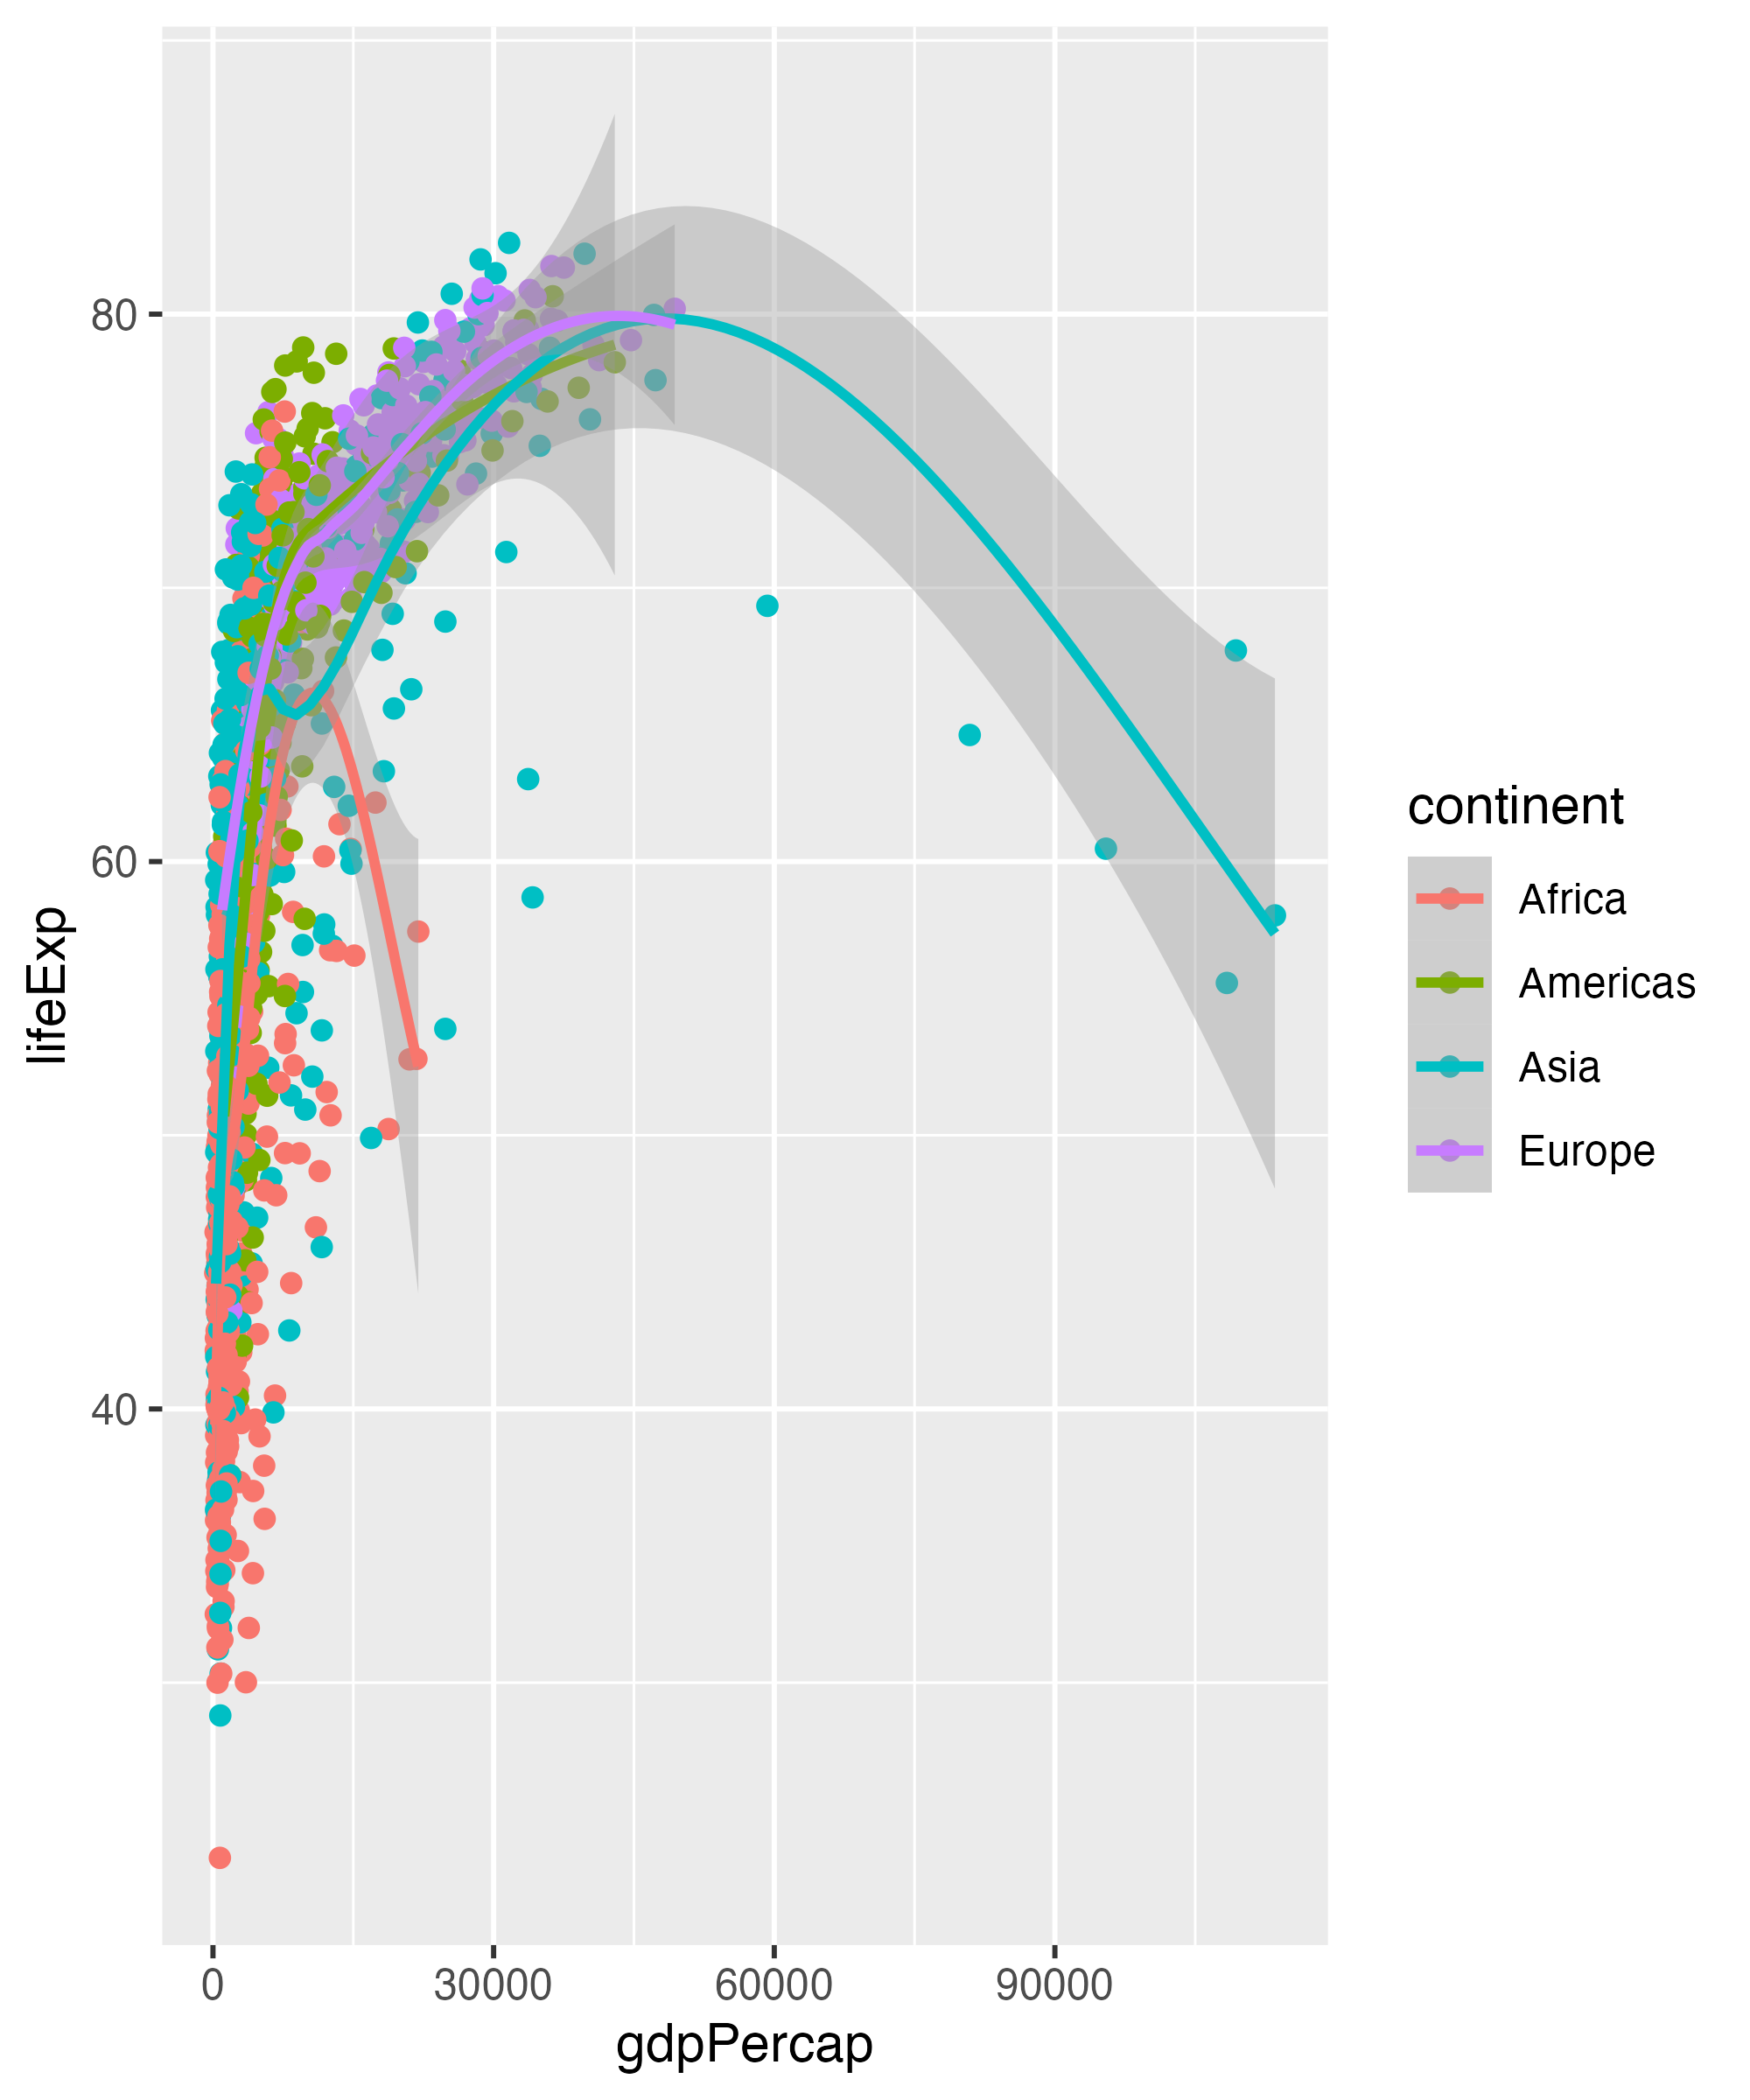 lifeExp
80
60
40
0
30000
60000
90000
gdpPercap
continent
Africa
Americas
Asia
Europe